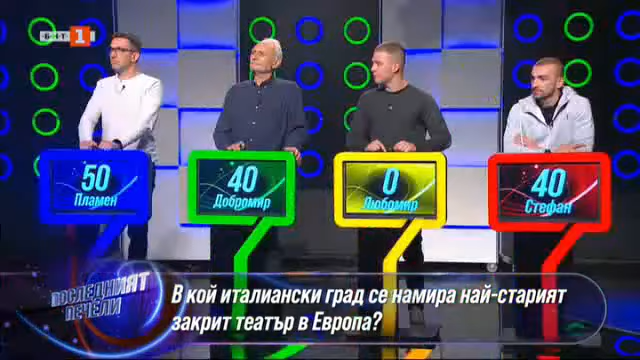 БНТ 1
50
Пламен
40
Добромир
0
Любомир
40
Стефан
ПОСЛЕДНИЯТ
ПЕЧЕЛИ
В кой италиански град се намира най-старият
закрит театър в Европа?